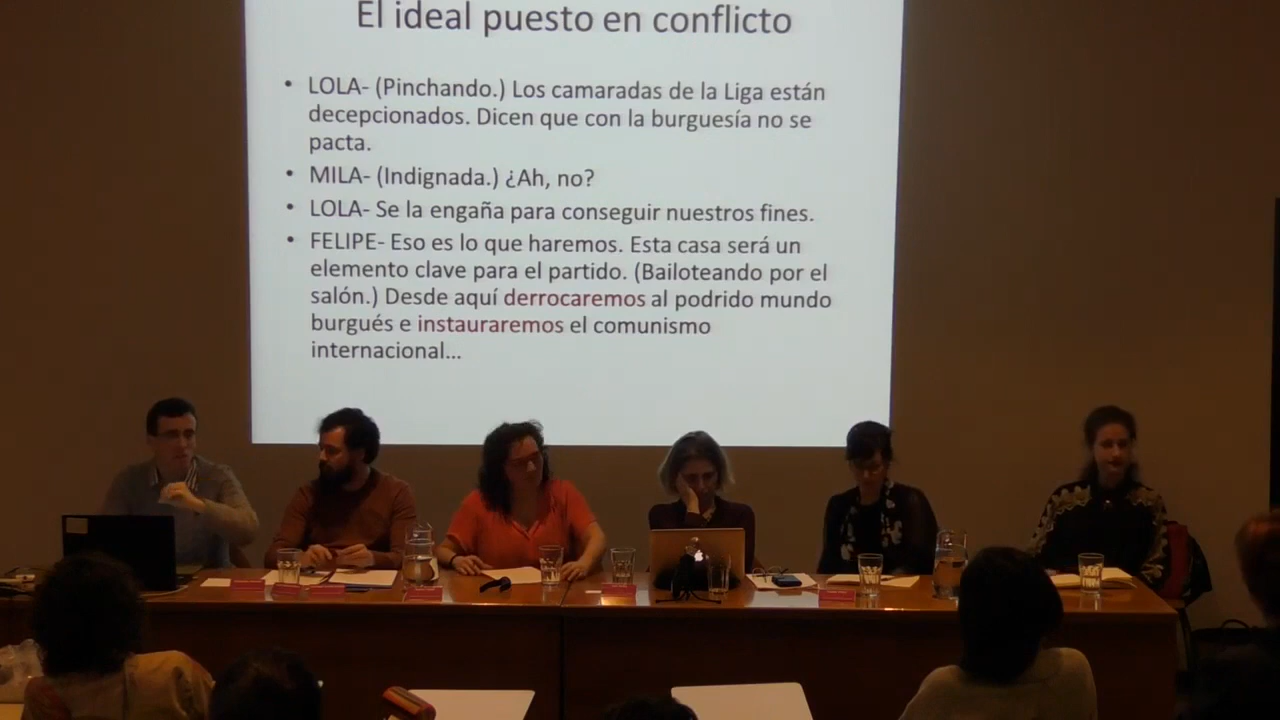 El ideal puesto en conflicto
• LOLA- (Pinchando.) Los camaradas de la Liga están
decepcionados. Dicen que con la burguesía no se
pacta.
• MILA- (Indignada.) ¿Ah, no?
• LOLA- Se la engaña para conseguir nuestros fines.
• FELIPE- Eso es lo que haremos. Esta casa será un
elemento clave para el partido. (Bailoteando por el
salón.) Desde aquí derrocaremos al podrido mundo
burgués e instauraremos el comunismo
internacional...